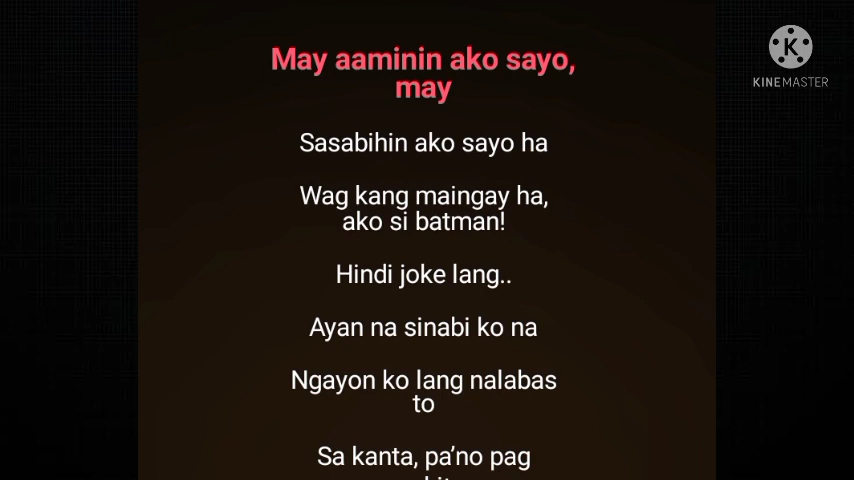 May aaminin ako sayo,
may
KINEMASTER
Sasabihin ako sayo ha
Wag kang maingay ha,
ako si batman!
Hindi joke lang..
Ayan na sinabi ko na
Ngayon ko lang nalabas
to
Sa kanta, pa'no pag